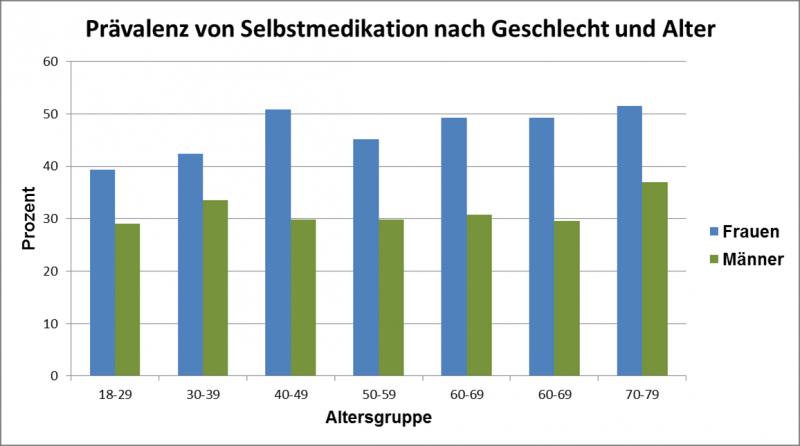 Prävalenz von Selbstmedikation nach Geschlecht und Alter
60
50
40
30
20
10
0
Prozent
18-29 30-39 40-49 50-59 60-69 60-69 70-79
Altersgruppe
Frauen
Männer